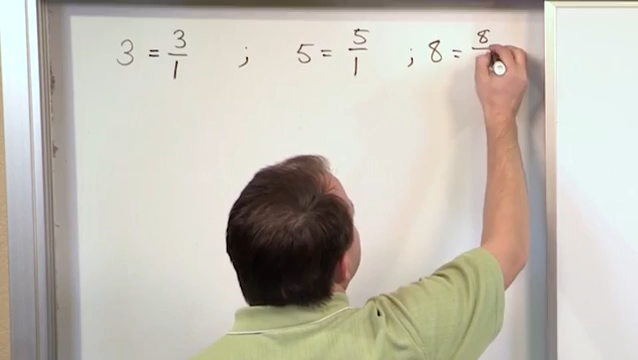 3 = 3/1 ; 5 = 5/1 ; 8 = 8/